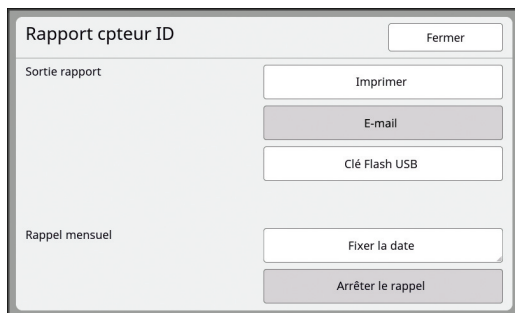 Rapport cpteur ID
Fermer
Sortie rapport
Imprimer
E-mail
Clé Flash USB
Rappel mensuel
Fixer la date
Arrêter le rappel